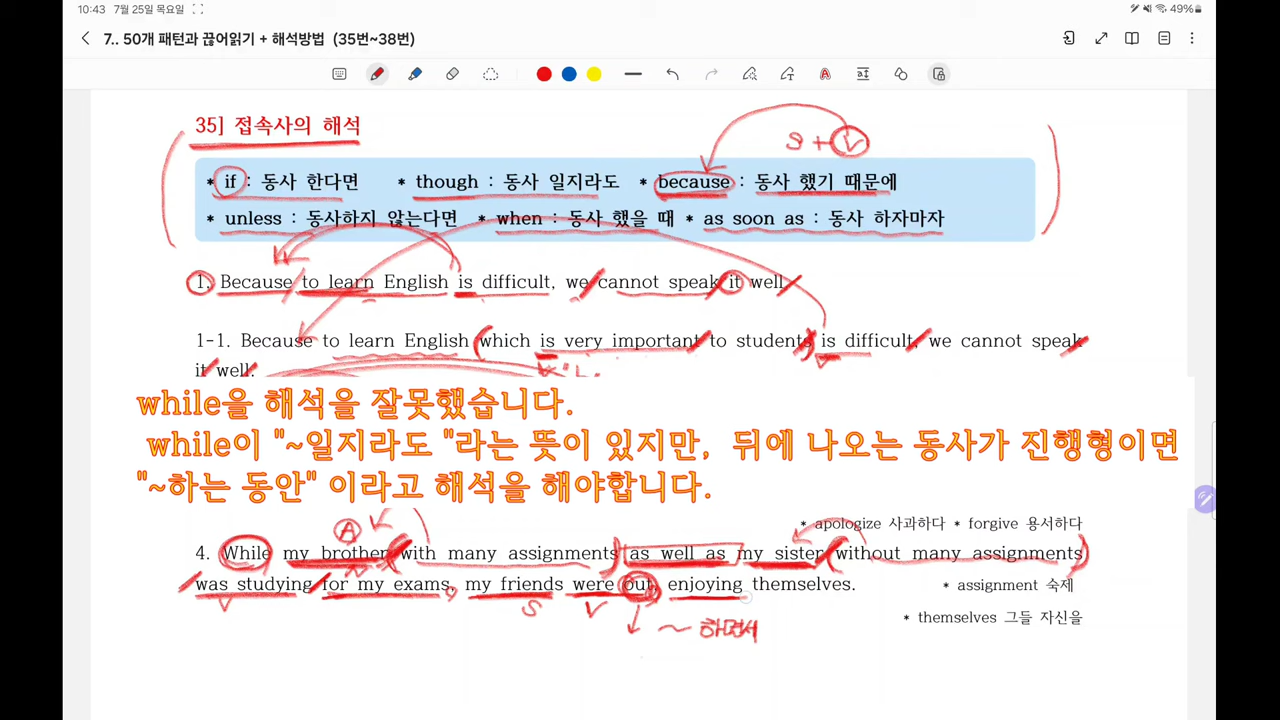 10:43 7월 25일 목요일
49%
7.. 50개 패턴과 끊어읽기 + 해석방법 (35번~38번)
35] 접속사의 해석
S + V
* if : 동사 한다면 * though : 동사 일지라도 * because : 동사 했기 때문에
* unless : 동사하지 않는다면 * when : 동사 했을 때 * as soon as : 동사 하자마자
1. Because to learn English is difficult, we cannot speak it well.
1-1. Because to learn English which is very important to students is difficult, we cannot speak
it well.
while을 해석을 잘못했습니다.
while이 "~일지라도 "라는 뜻이 있지만, 뒤에 나오는 동사가 진행형이면
"~하는 동안" 이라고 해석을 해야합니다.
* apologize 사과하다 * forgive 용서하다
A
4. While my brother with many assignments as well as my sister without many assignments
was studying for my exams, my friends were out enjoying themselves.
* assignment 숙제
V S V
* themselves 그들 자신을
~ 하면서